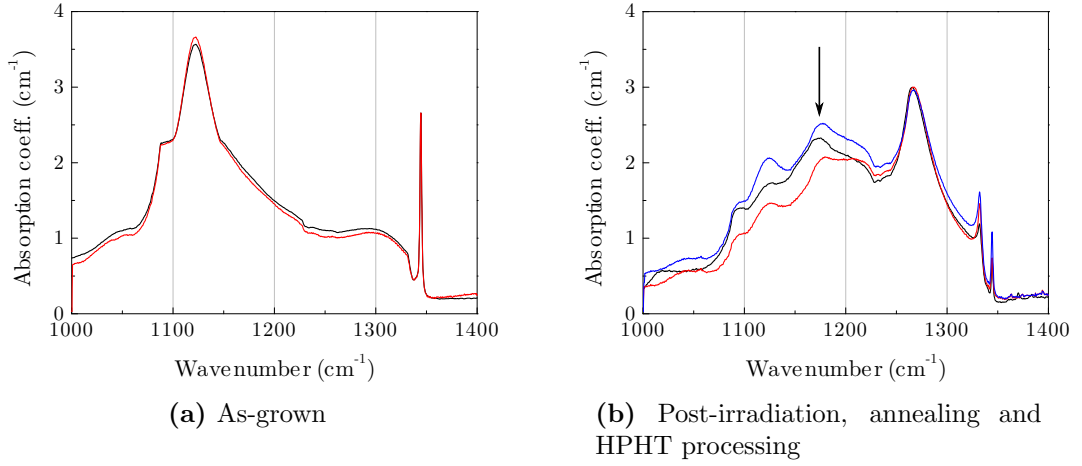 4
3
2
1
0
Absorption coeff. (cm-1)
1000 1100 1200 1300 1400
Wavenumber (cm-1)
(a) As-grown
4
3
2
1
0
Absorption coeff. (cm-1)
1000 1100 1200 1300 1400
Wavenumber (cm-1)
(b) Post-irradiation, annealing and
HPHT processing